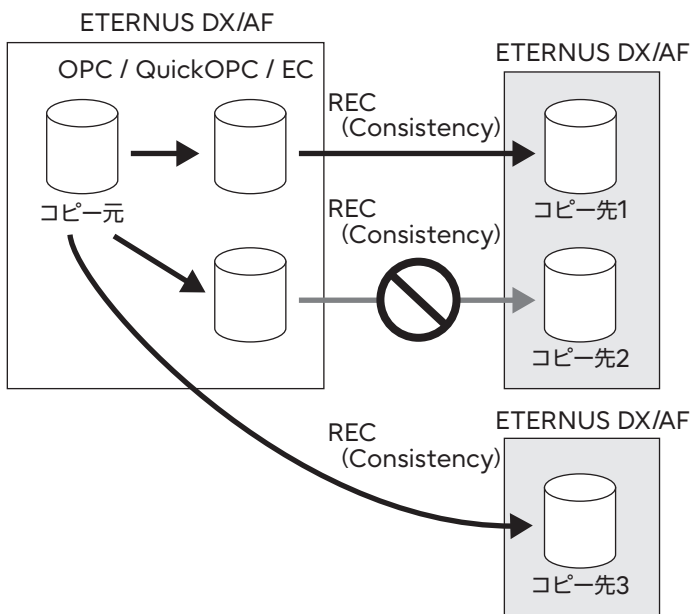 ETERNUS DX/AF
ETERNUS DX/AF
OPC / QuickOPC / EC
REC
(Consistency)
コピー元
コピー先1
REC
(Consistency)
コピー先2
ETERNUS DX/AF
REC
(Consistency)
コピー先3